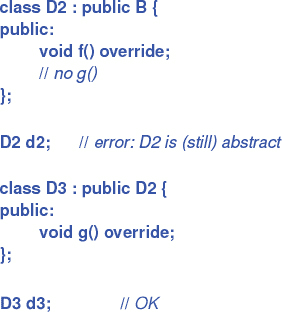 class D2 : public B {
public:
void f() override;
// no g()
};
D2 d2; // error: D2 is (still) abstract
class D3 : public D2 {
public:
void g() override;
};
D3 d3; // OK